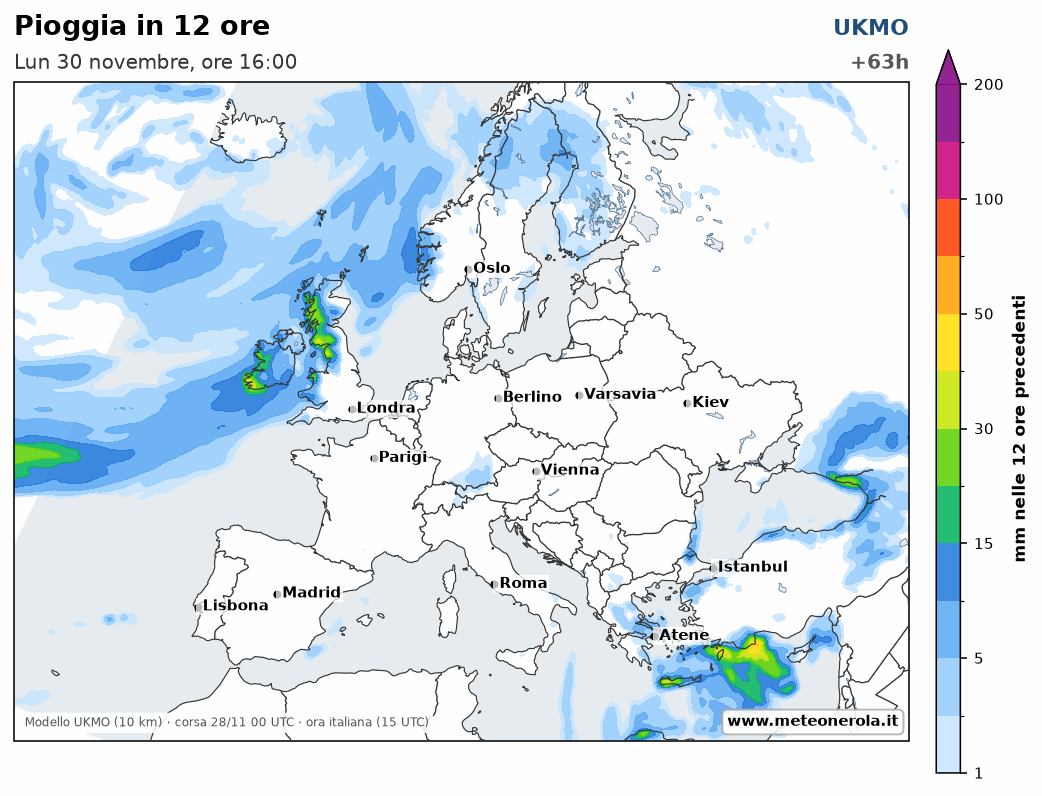 Pioggia in 12 ore
UKMO
Lun 30 novembre, ore 16:00
+63h
200
100
50
30
15
5
1
mm nelle 12 ore precedenti
Oslo
Berlino
Varsavia
Kiev
Londra
Parigi
Vienna
Istanbul
Roma
Madrid
Lisbona
Atene
Modello UKMO (10 km) · corsa 28/11 00 UTC · ora italiana (15 UTC)
www.meteonerola.it